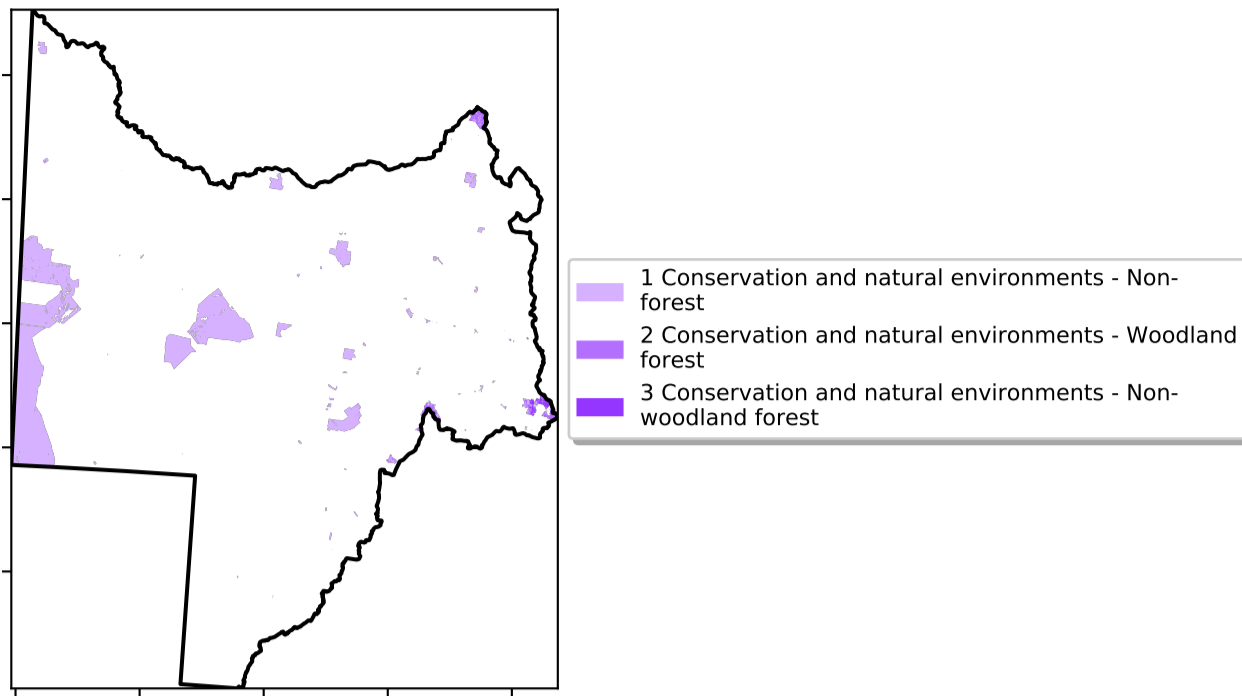 1 Conservation and natural environments - Non-
forest
2 Conservation and natural environments - Woodland
forest
3 Conservation and natural environments - Non-
woodland forest